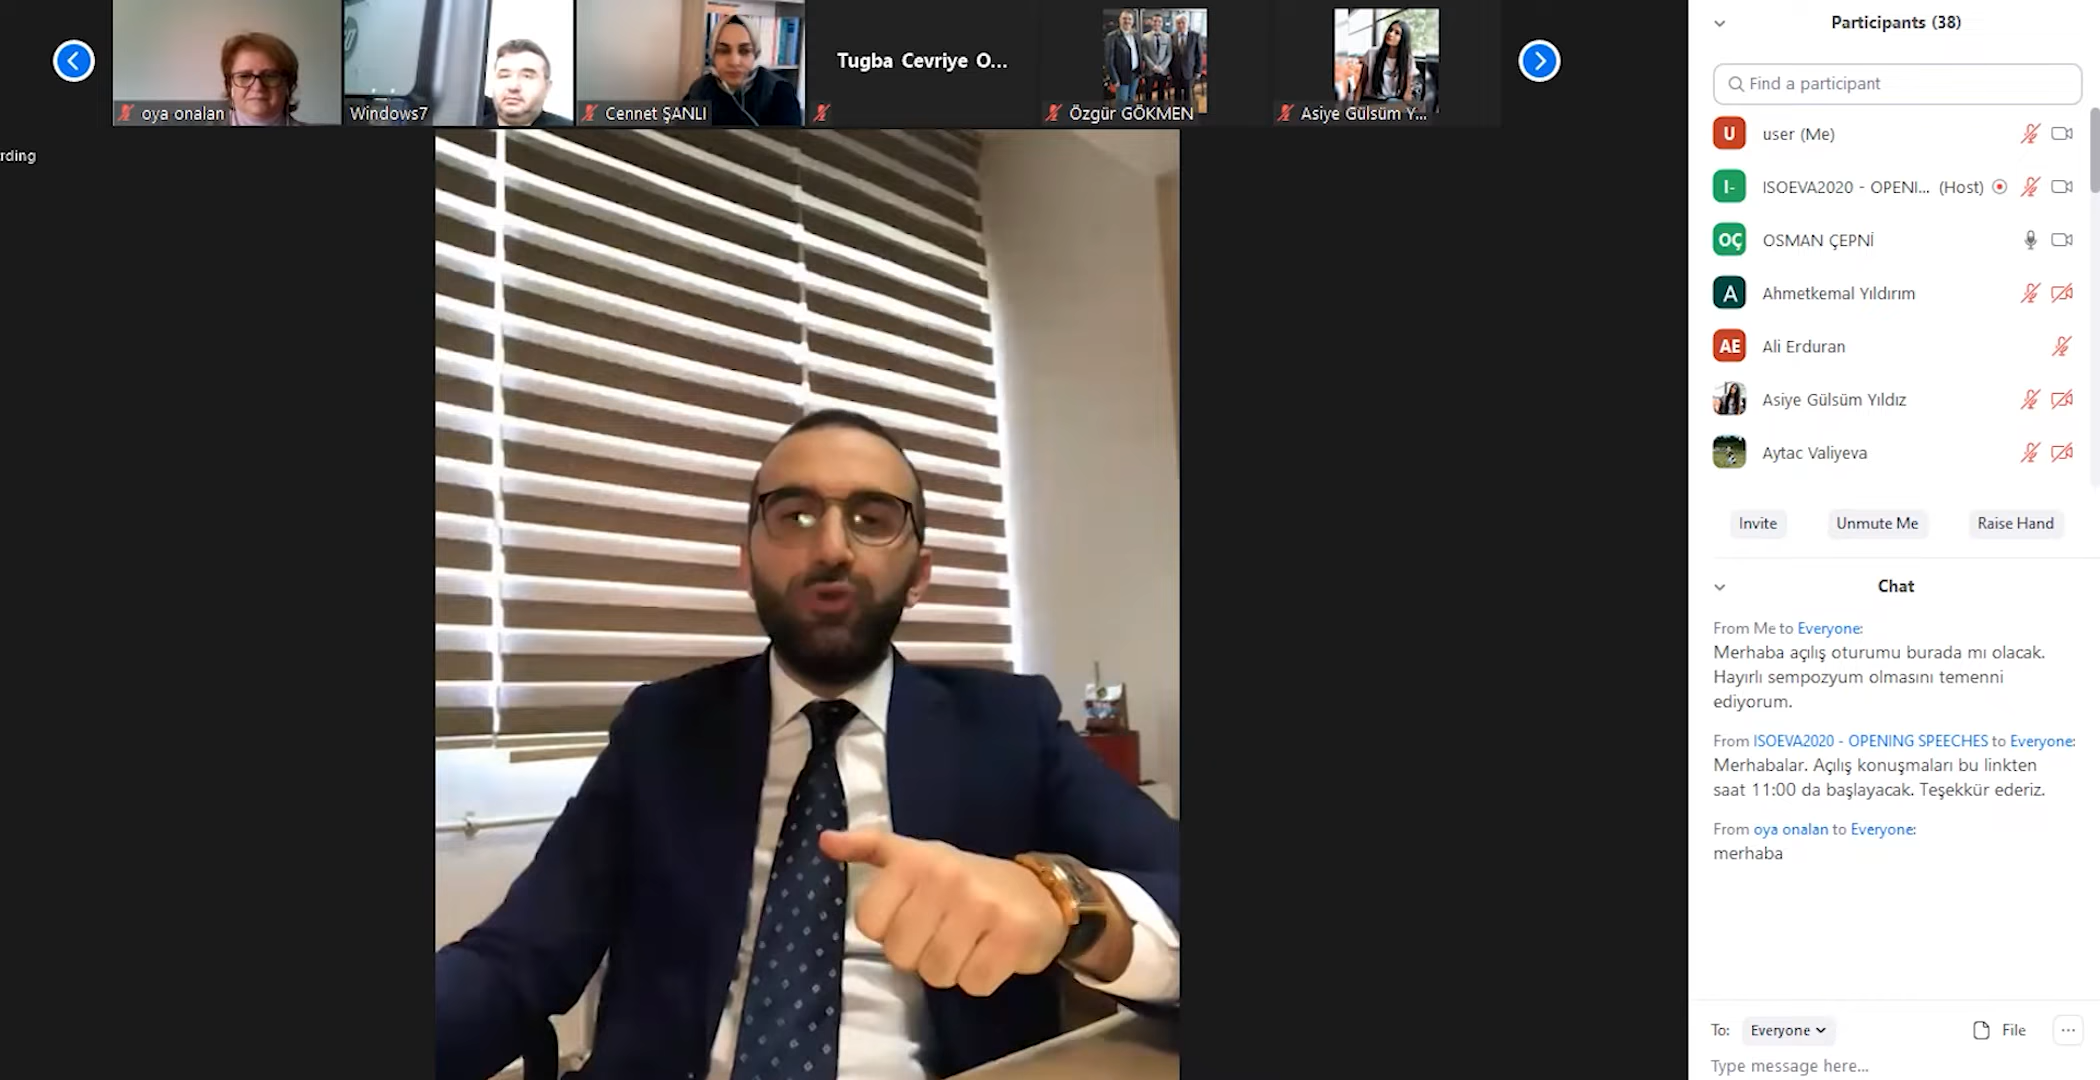 oya onalan
Windows7
Cennet ŞANLI
Tugba Cevriye O...
Özgür GÖKMEN
Asiye Gülsüm Y...
rding
Participants (38)
Find a participant
U user (Me)
I- ISOEVA2020 - OPENI... (Host)
OÇ OSMAN ÇEPNİ
A Ahmetkemal Yıldırım
AE Ali Erduran
Asiye Gülsüm Yıldız
Aytac Valiyeva
Invite Unmute Me Raise Hand
Chat
From Me to Everyone:
Merhaba açılış oturumu burada mı olacak.
Hayırlı sempozyum olmasını temenni
ediyorum.
From ISOEVA2020 - OPENING SPEECHES to Everyone:
Merhabalar. Açılış konuşmaları bu linkten
saat 11:00 da başlayacak. Teşekkür ederiz.
From oya onalan to Everyone:
merhaba
To: Everyone File ...
Type message here...